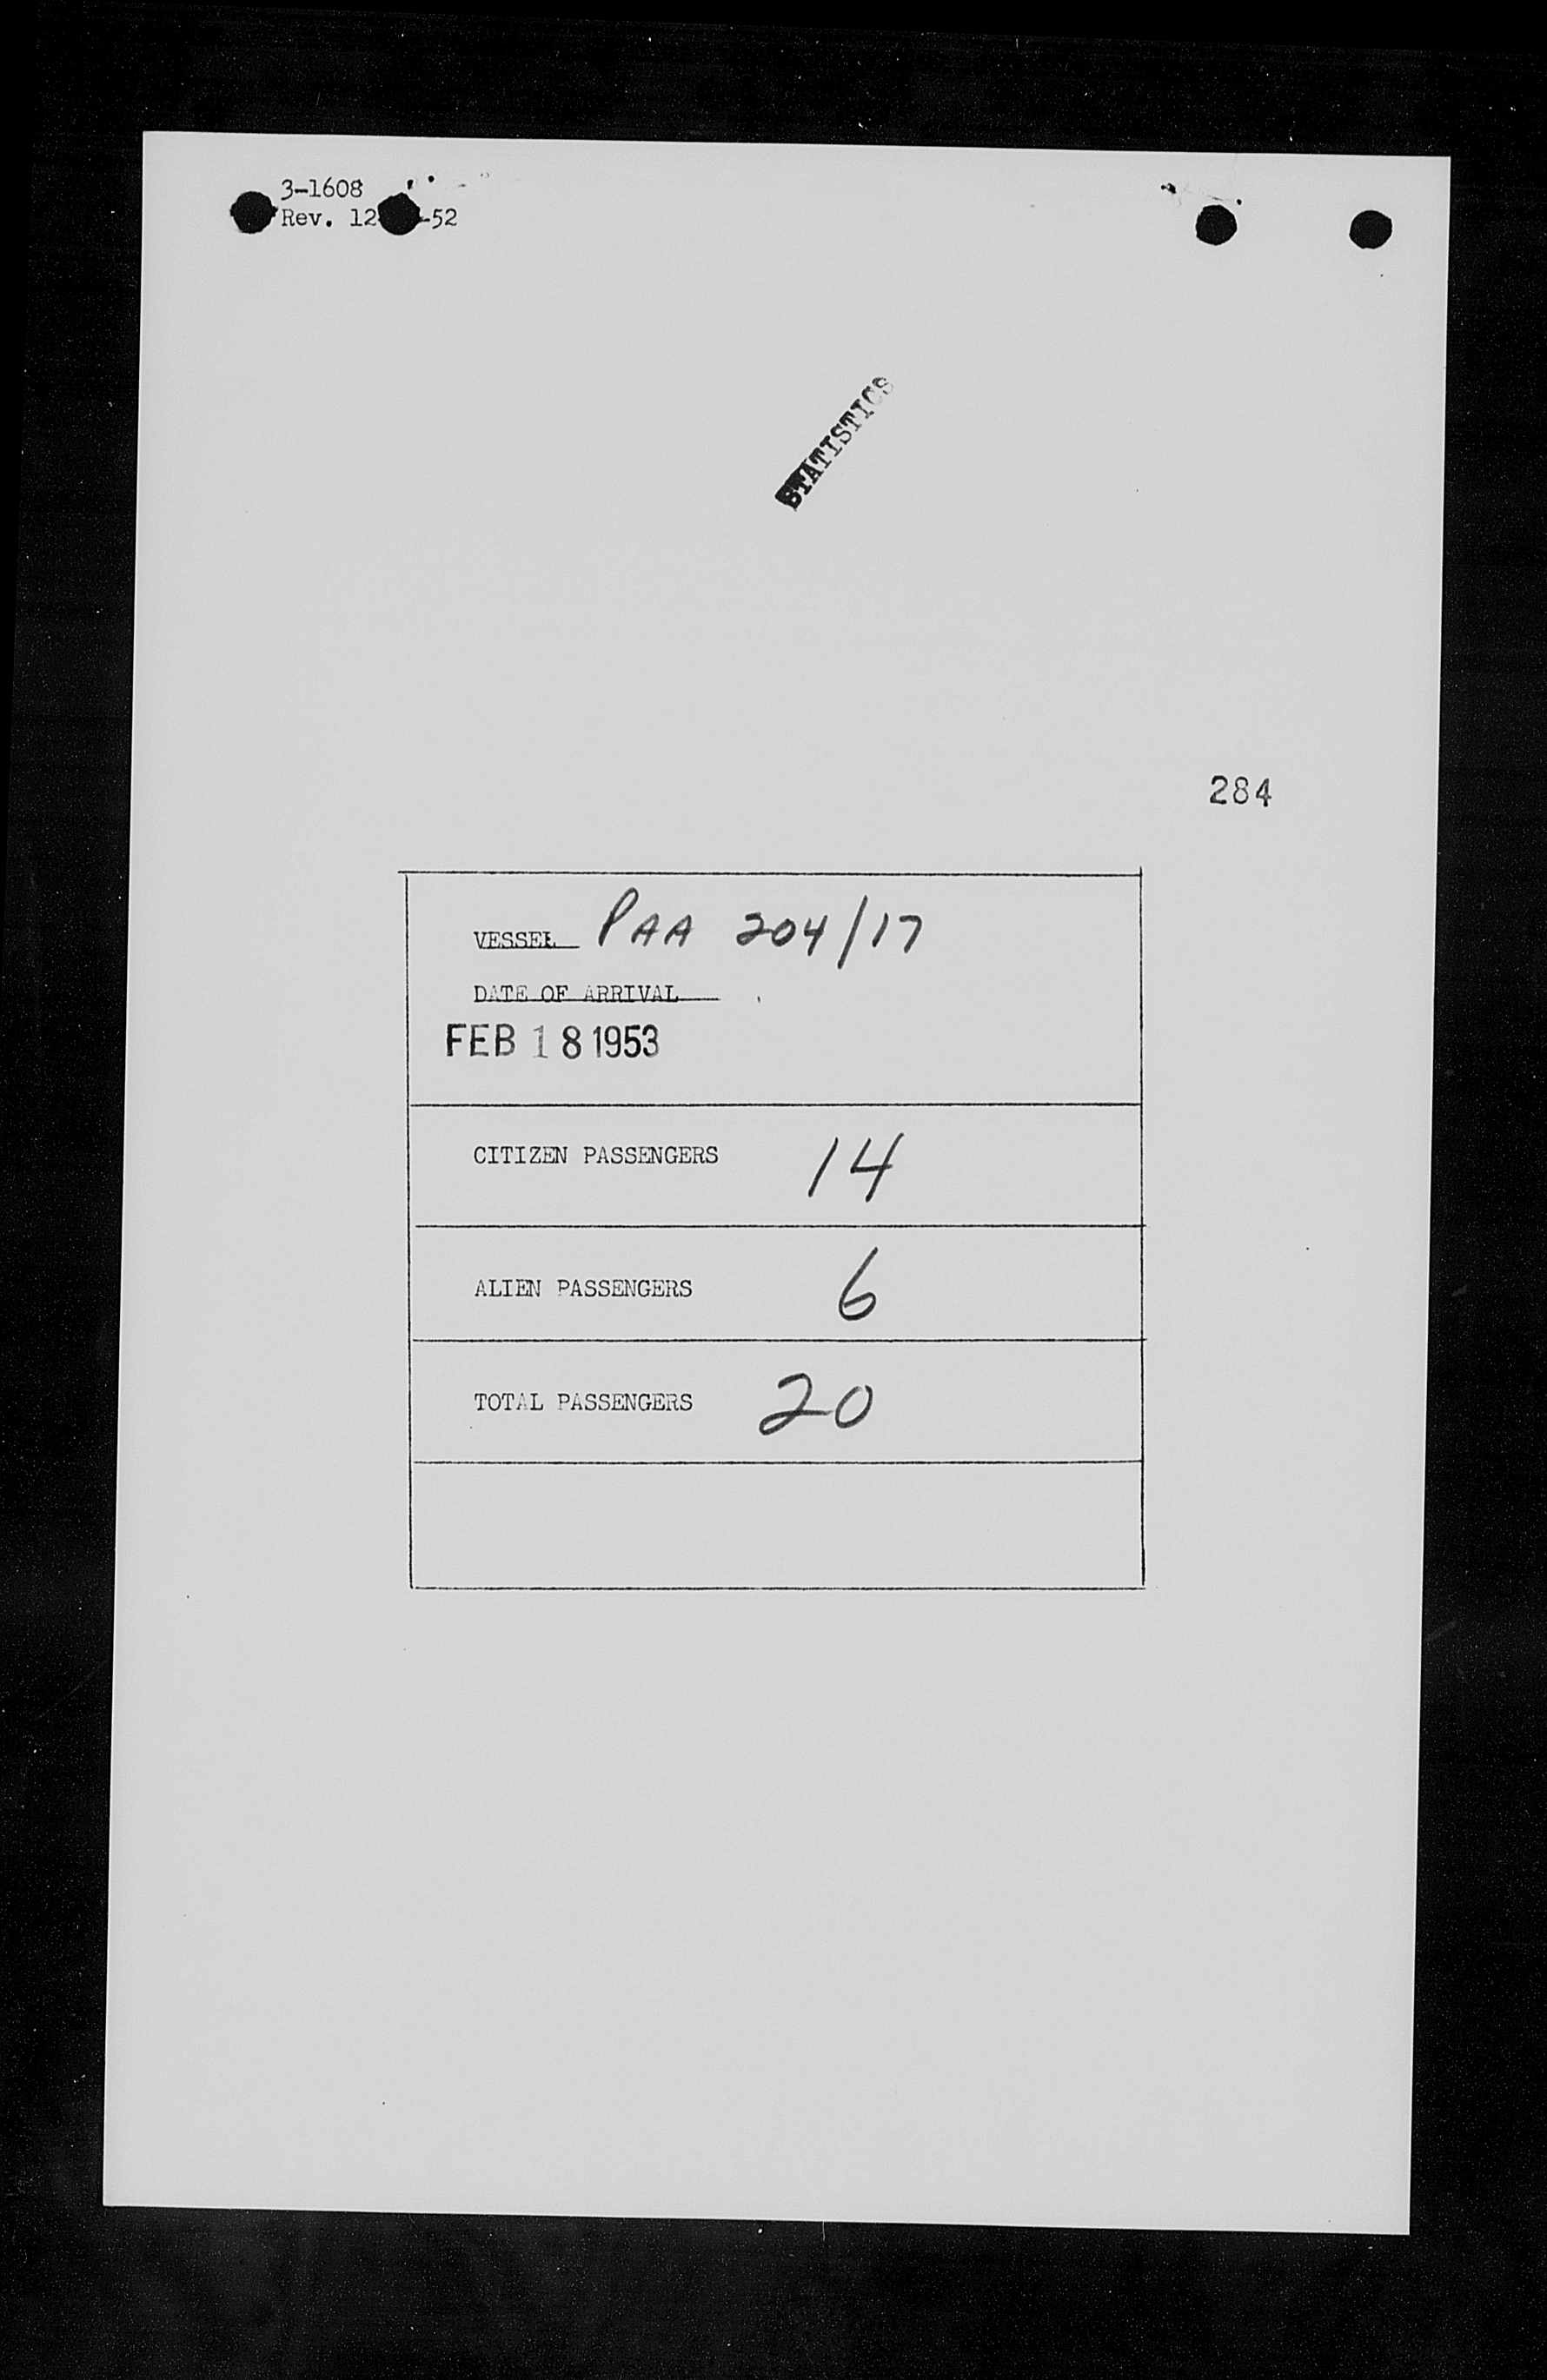 3-1608
Rev. 12 -52
STATISTICS
284
VESSEL PAA 204/17
DATE OF ARRIVAL
FEB 18 1953
CITIZEN PASSENGERS 14
ALIEN PASSENGERS 6
TOTAL PASSENGERS 20